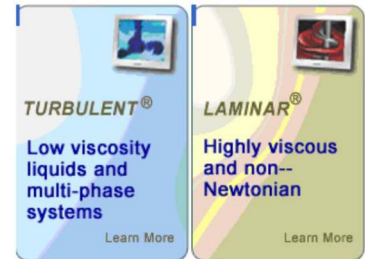 TURBULENT®
Low viscosity
liquids and
multi-phase
systems
Learn More
LAMINAR®
Highly viscous
and non--
Newtonian
Learn More